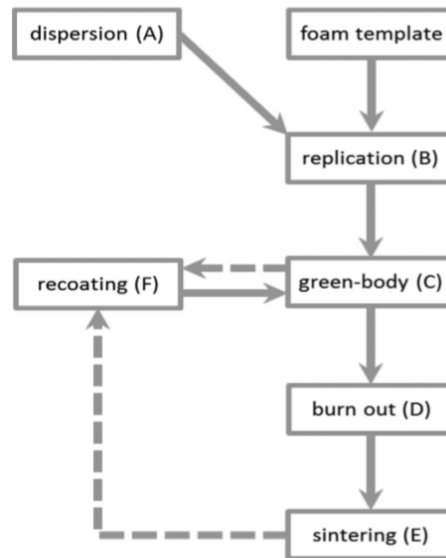 dispersion (A)
foam template
replication (B)
recoating (F)
green-body (C)
burn out (D)
sintering (E)